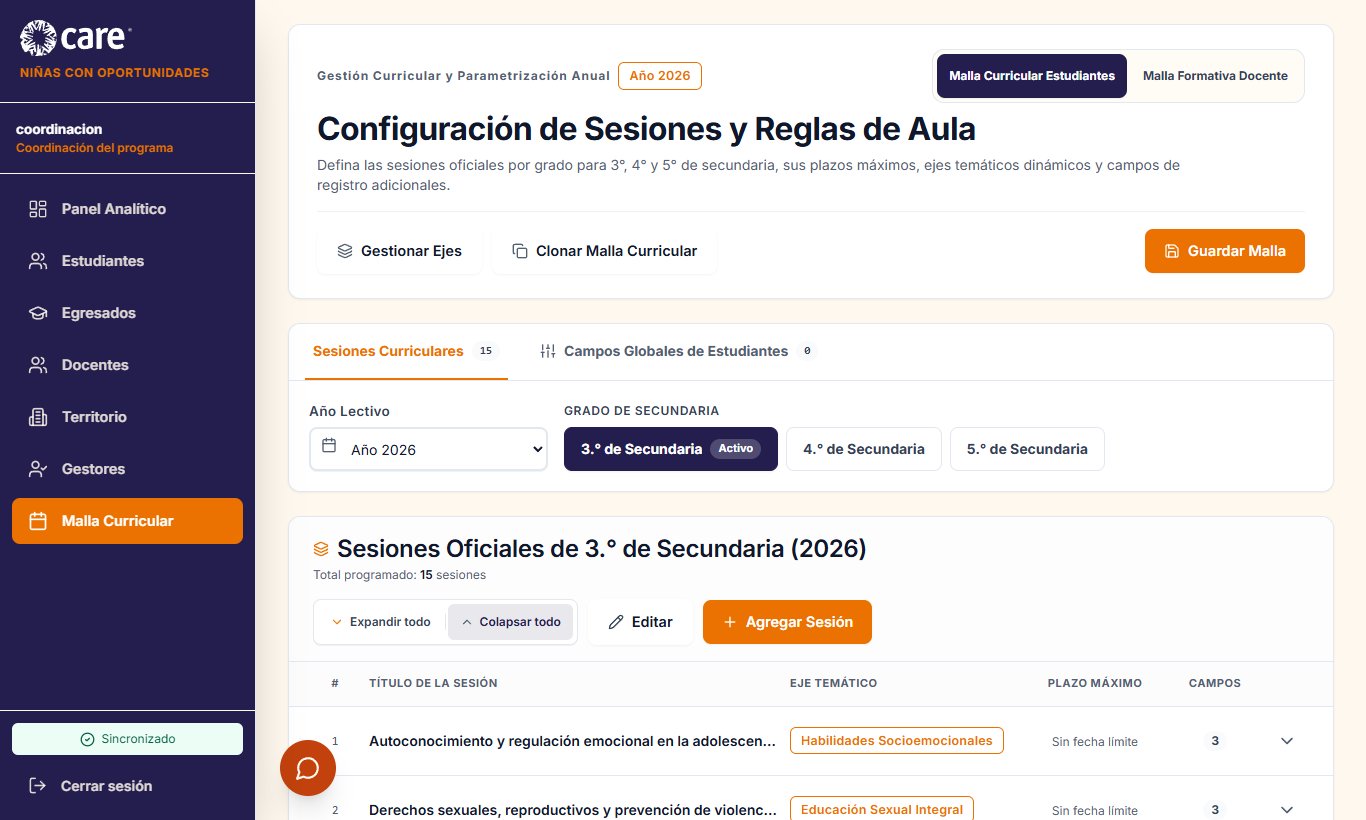 care
NIÑAS CON OPORTUNIDADES
coordinacion
Coordinación del programa
Panel Analítico
Estudiantes
Egresados
Docentes
Territorio
Gestores
Malla Curricular
Sincronizado
Cerrar sesión
Gestión Curricular y Parametrización Anual
Año 2026
Malla Curricular Estudiantes
Malla Formativa Docente
Configuración de Sesiones y Reglas de Aula
Defina las sesiones oficiales por grado para 3°, 4° y 5° de secundaria, sus plazos máximos, ejes temáticos dinámicos y campos de
registro adicionales.
Gestionar Ejes
Clonar Malla Curricular
Guardar Malla
Sesiones Curriculares 15
Campos Globales de Estudiantes 0
Año Lectivo
Año 2026
GRADO DE SECUNDARIA
3.° de Secundaria Activo
4.° de Secundaria
5.° de Secundaria
Sesiones Oficiales de 3.° de Secundaria (2026)
Total programado: 15 sesiones
Expandir todo
Colapsar todo
Editar
Agregar Sesión
# TÍTULO DE LA SESIÓN EJE TEMÁTICO PLAZO MÁXIMO CAMPOS
1 Autoconocimiento y regulación emocional en la adolescen... Habilidades Socioemocionales Sin fecha límite 3
2 Derechos sexuales, reproductivos y prevención de violenc... Educación Sexual Integral Sin fecha límite 3